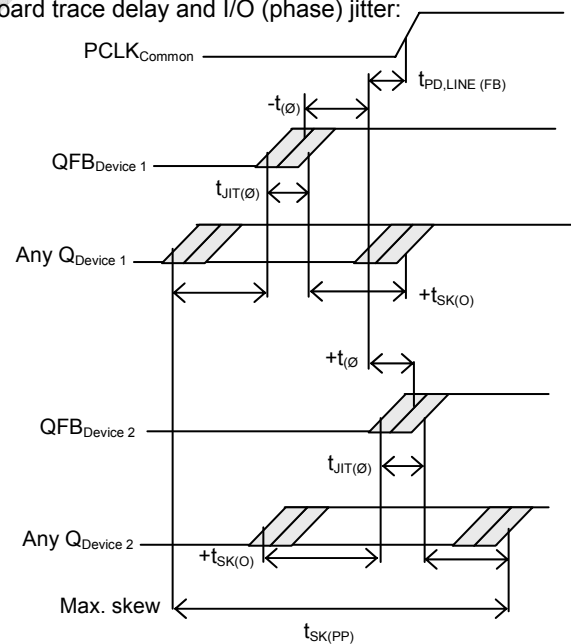 oard trace delay and I/O (phase) jitter:
PCLKCommon
tPD,LINE (FB)
-t(Ø)
QFBDevice 1
tJIT(Ø)
Any QDevice 1
+tSK(O)
+t(Ø
QFBDevice 2
tJIT(Ø)
Any QDevice 2
+tSK(O)
Max. skew
tSK(PP)